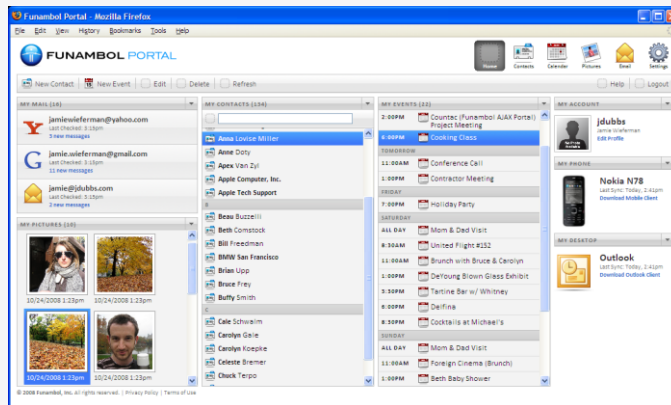 Funambol Portal - Mozilla Firefox
File Edit View History Bookmarks Tools Help
FUNAMBOL PORTAL
Home Contacts Calendar Pictures Email Settings
New Contact New Event Edit Delete Refresh Help Logout
MY MAIL (18)
jamiewieferman@yahoo.com
Last Checked: 3:15pm
5 new messages
jamie.wieferman@gmail.com
Last Checked: 3:15pm
11 new messages
jamie@jdubbs.com
Last Checked: 3:15pm
2 new messages
MY PICTURES (10)
10/24/2008 1:23pm 10/24/2008 1:23pm
10/24/2008 1:23pm 10/24/2008 1:23pm
MY CONTACTS (154)
Anna Lovise Miller
Anne Doty
Apex Van Zyl
Apple Computer, Inc.
Apple Tech Support
B
Beau Buzzelli
Beth Comstock
Bill Freedman
BMW San Francisco
Brian Upp
Bruce Frey
Buffy Smith
C
Cale Schwalm
Carolyn Gale
Carolyn Koepke
Celeste Bremer
Chuck Terpo
MY EVENTS (22)
2:00PM Countac (Funambol AJAX Portal) Project Meeting
6:00PM Cooking Class
TOMORROW
11:00AM Conference Call
1:00PM Contractor Meeting
FRIDAY
7:00PM Holiday Party
SATURDAY
ALL DAY Mom & Dad Visit
8:30AM United Flight #152
11:00AM Brunch with Bruce & Carolyn
1:00PM DeYoung Blown Glass Exhibit
5:30PM Tartine Bar w/ Whitney
Delfina
8:30PM Cocktails at Michael's
SUNDAY
ALL DAY Mom & Dad Visit
11:00AM Foreign Cinema (Brunch)
1:00PM Beth Baby Shower
MY ACCOUNT
jdubbs
Jamie Wieferman
Edit Profile
MY PHONE
Nokia N78
Last Sync: Today, 2:41pm
Download Mobile Client
MY DESKTOP
Outlook
Last Sync: Today, 2:41pm
Download Outlook Client
© 2008 Funambol, Inc. All rights reserved. | Privacy Policy | Terms of Use